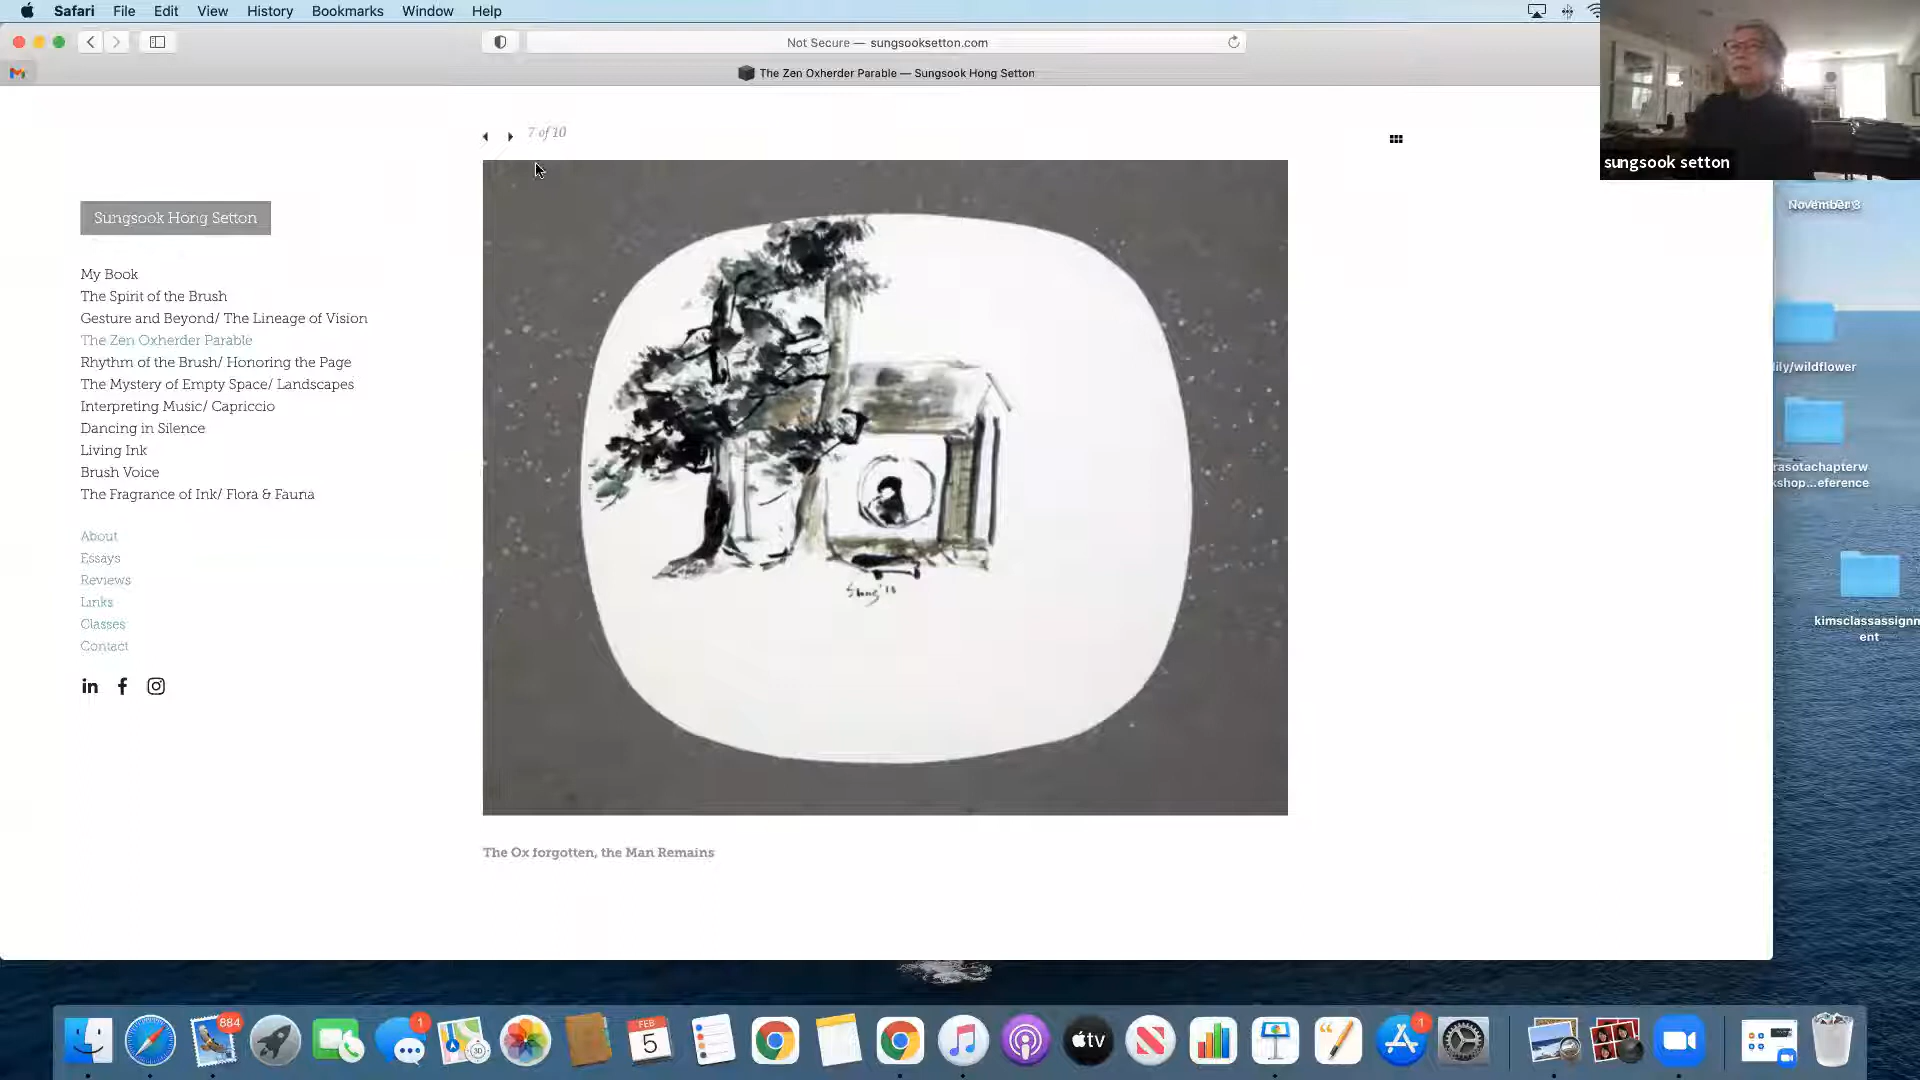 Safari File Edit View History Bookmarks Window Help
Not Secure — sungsooksetton.com
The Zen Oxherder Parable — Sungsook Hong Setton
sungsook setton
7 of 10
Sungsook Hong Setton
My Book
The Spirit of the Brush
Gesture and Beyond/ The Lineage of Vision
The Zen Oxherder Parable
Rhythm of the Brush/ Honoring the Page
The Mystery of Empty Space/ Landscapes
Interpreting Music/ Capriccio
Dancing in Silence
Living Ink
Brush Voice
The Fragrance of Ink/ Flora & Fauna
About
Essays
Reviews
Links
Classes
Contact
in f
The Ox forgotten, the Man Remains
lily/wildflower
rasotachapterw
kshop...eference
kimsclassassignm
ent
884
1
FEB
5
3D
tv
1